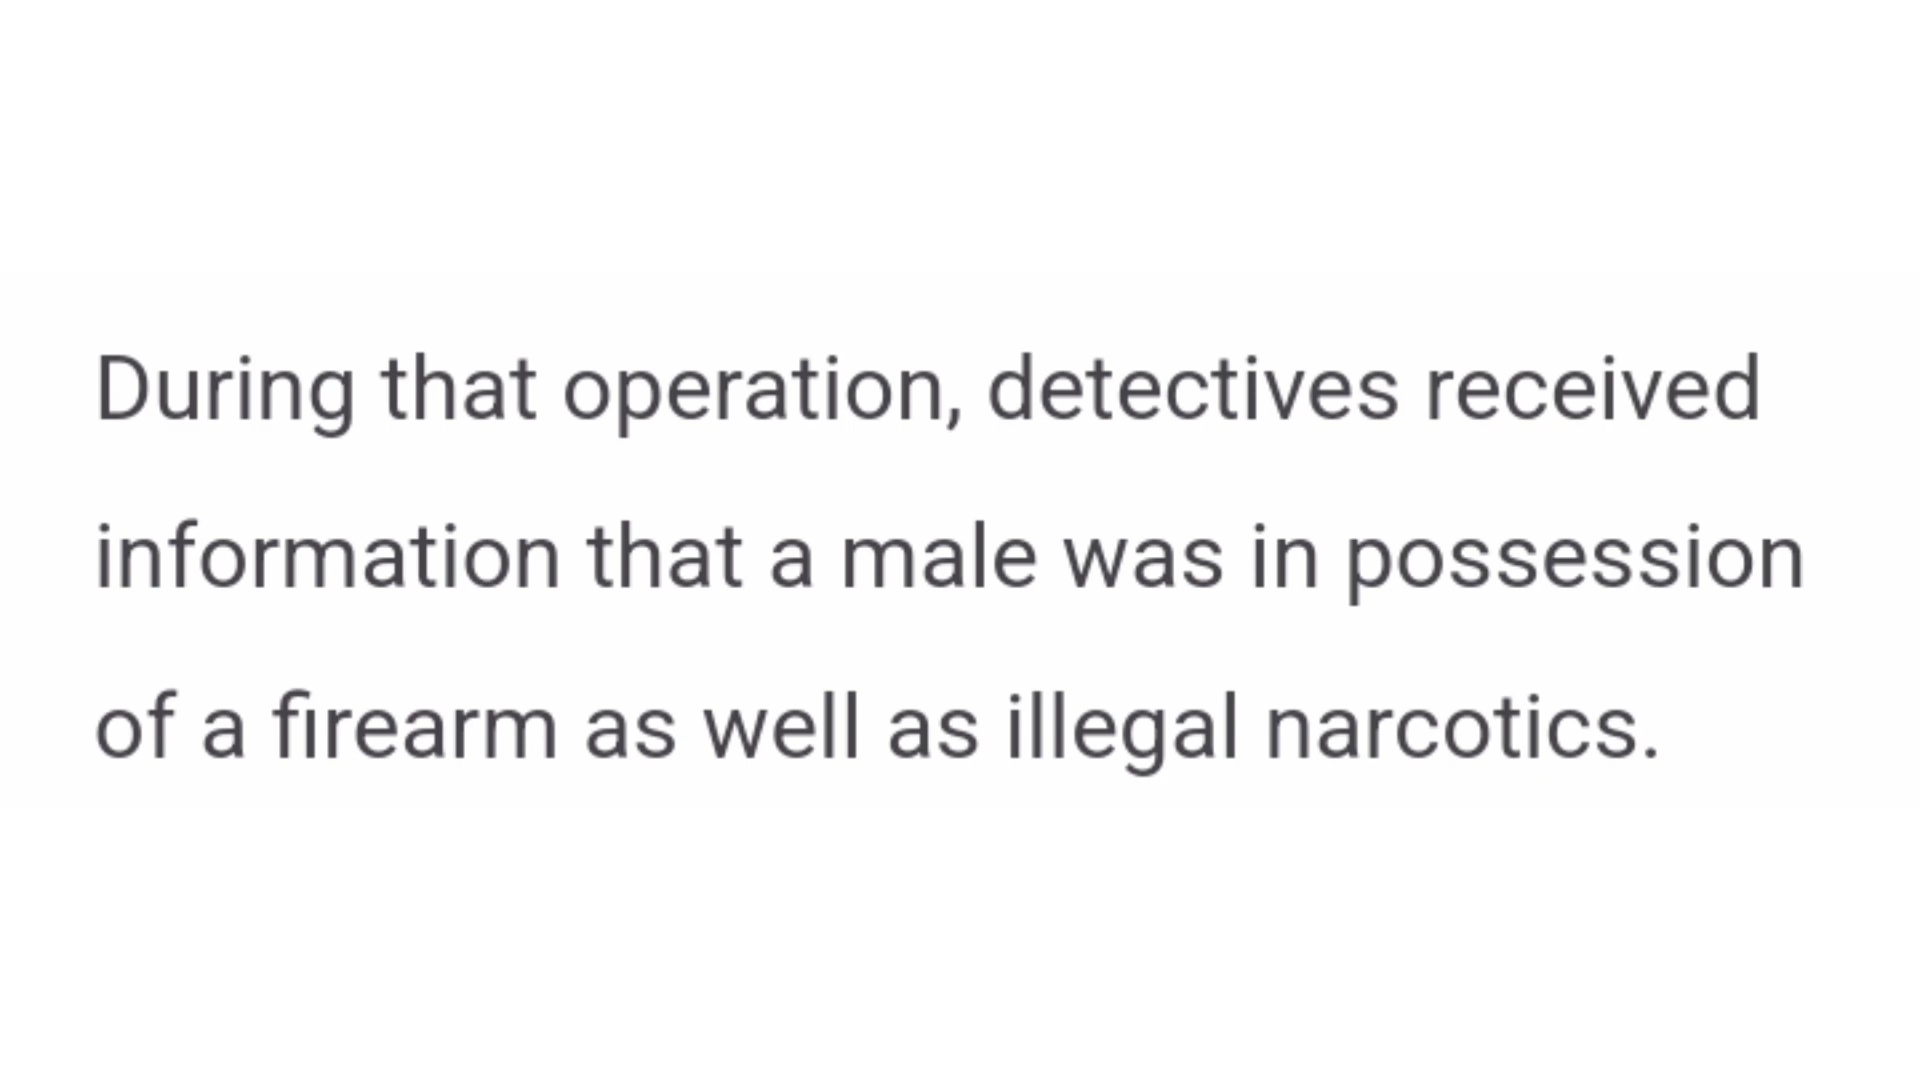 During that operation, detectives received
information that a male was in possession
of a firearm as well as illegal narcotics.